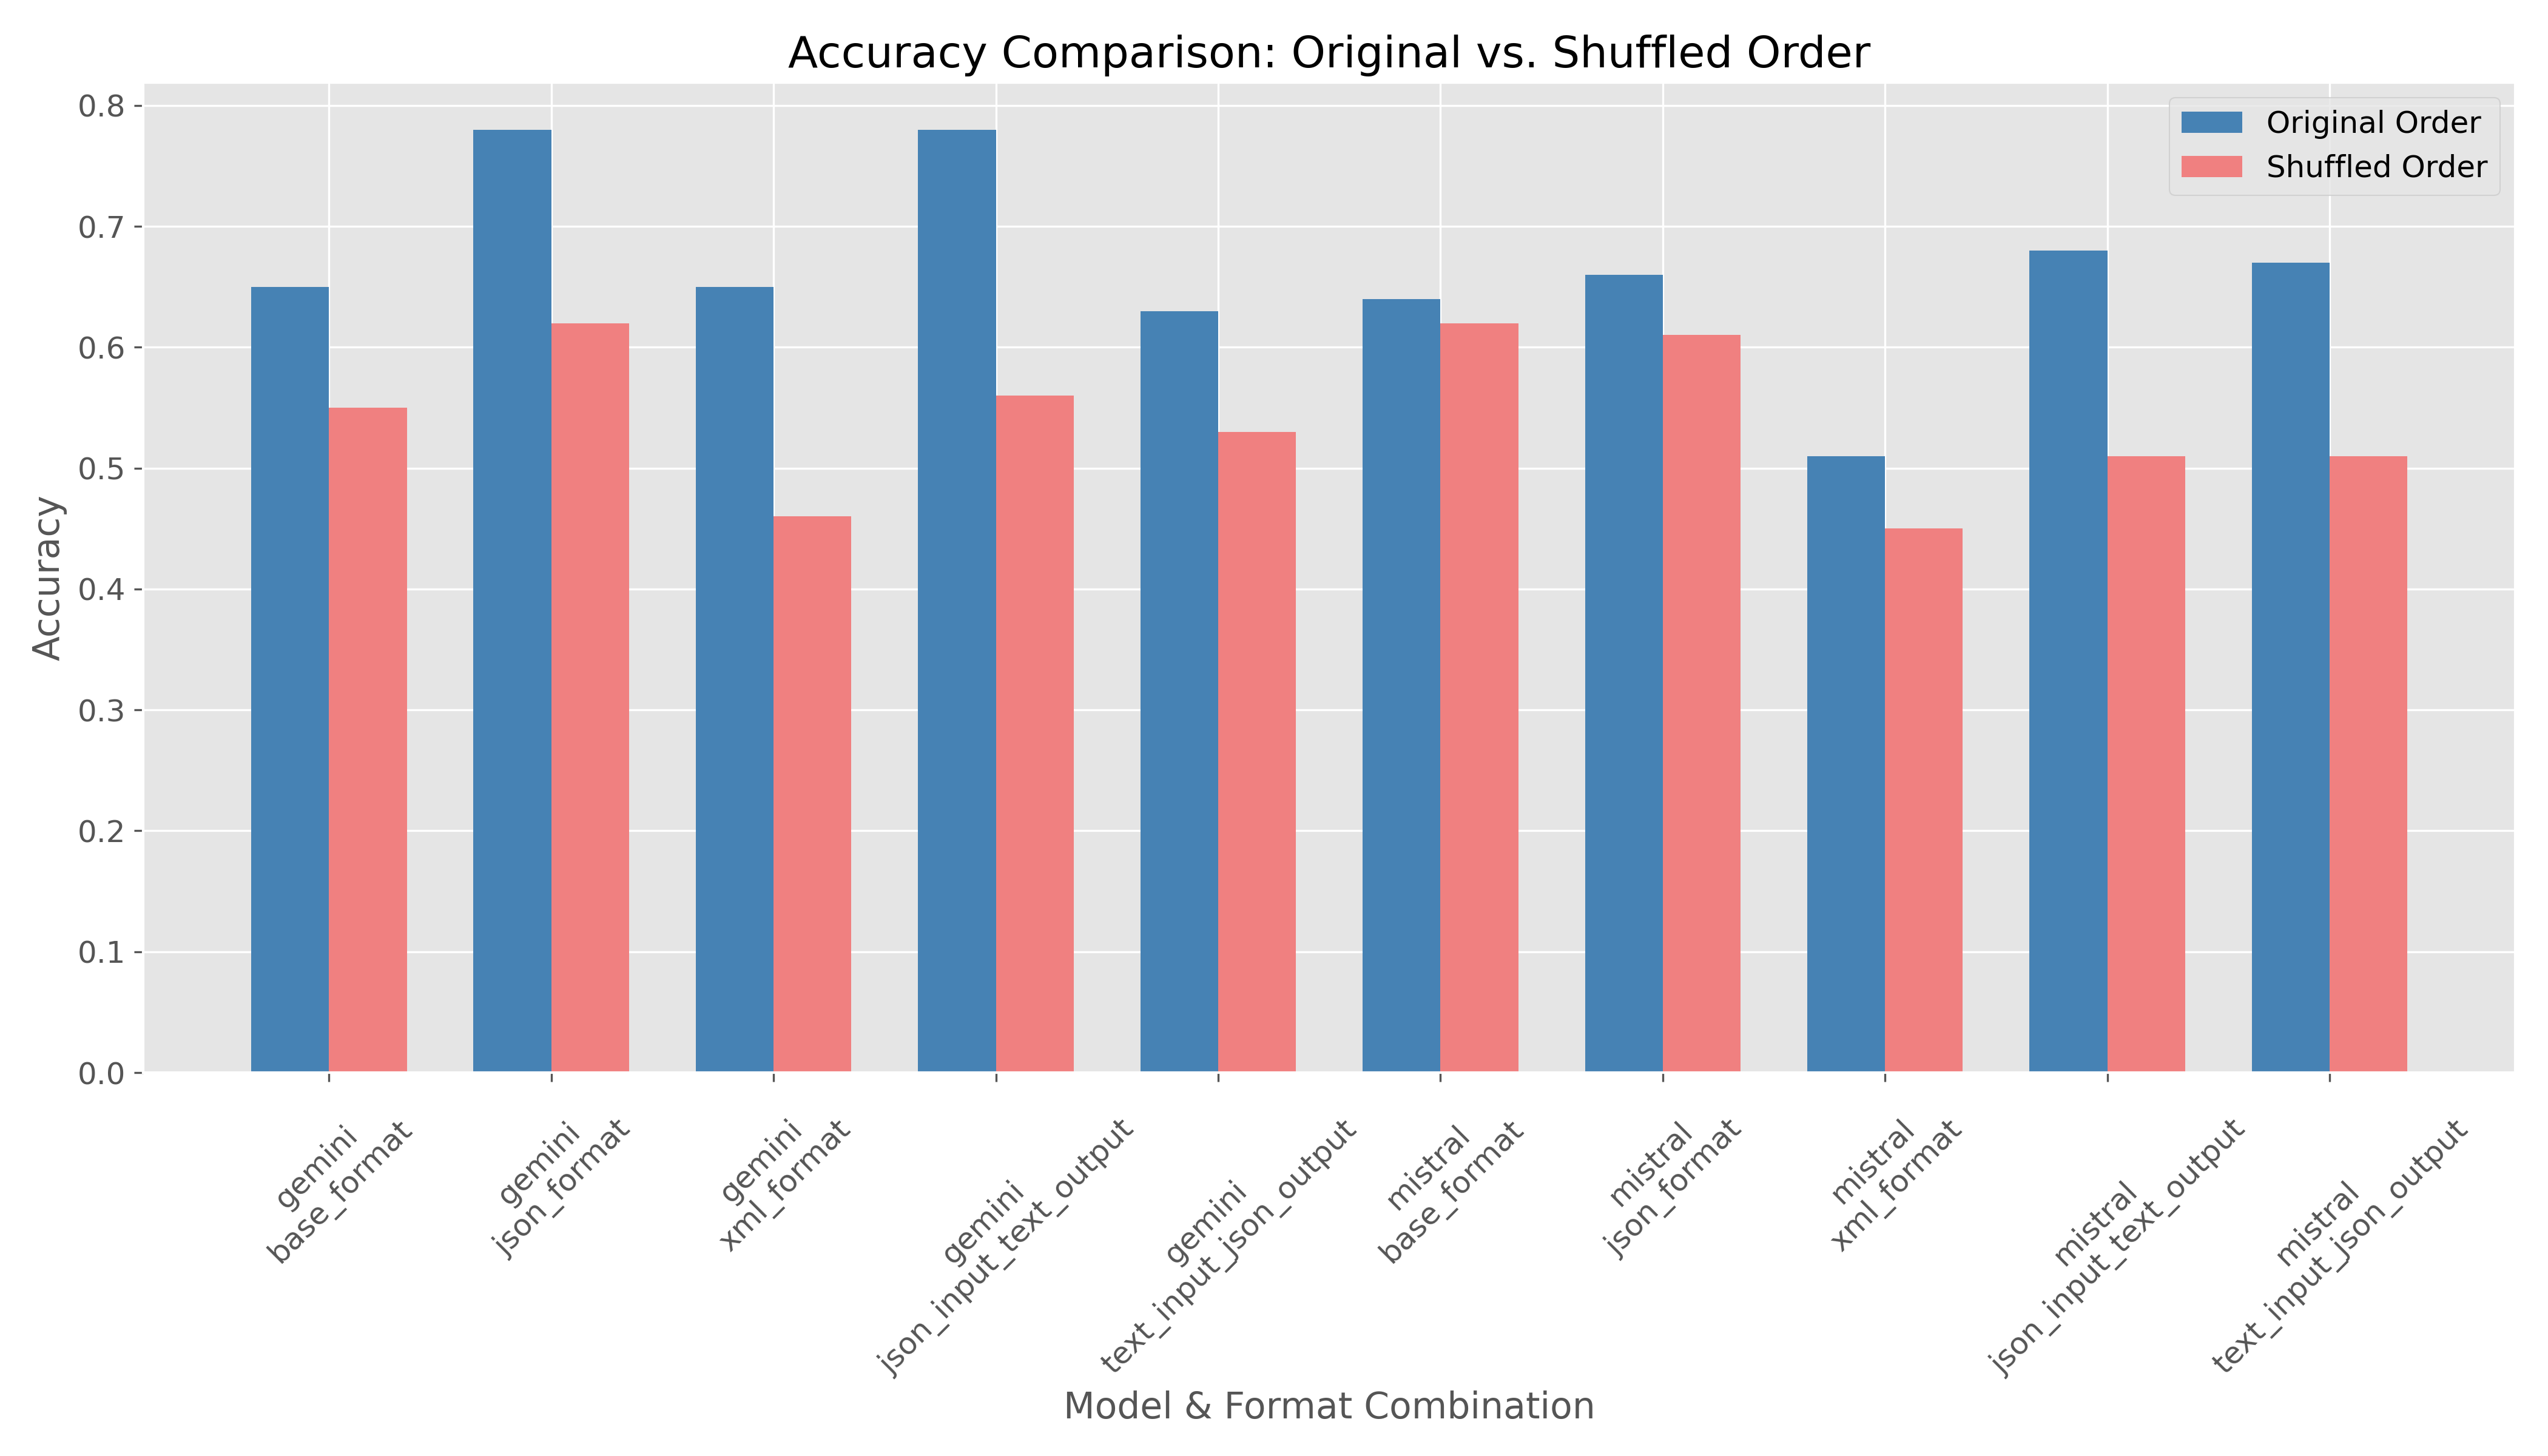 Accuracy Comparison: Original vs. Shuffled Order
Original Order
Shuffled Order
Accuracy
0.8
0.7
0.6
0.5
0.4
0.3
0.2
0.1
0.0
gemini
base_format
gemini
json_format
gemini
xml_format
gemini
json_input_text_output
gemini
text_input_json_output
mistral
base_format
mistral
json_format
mistral
xml_format
mistral
json_input_text_output
mistral
text_input_json_output
Model & Format Combination